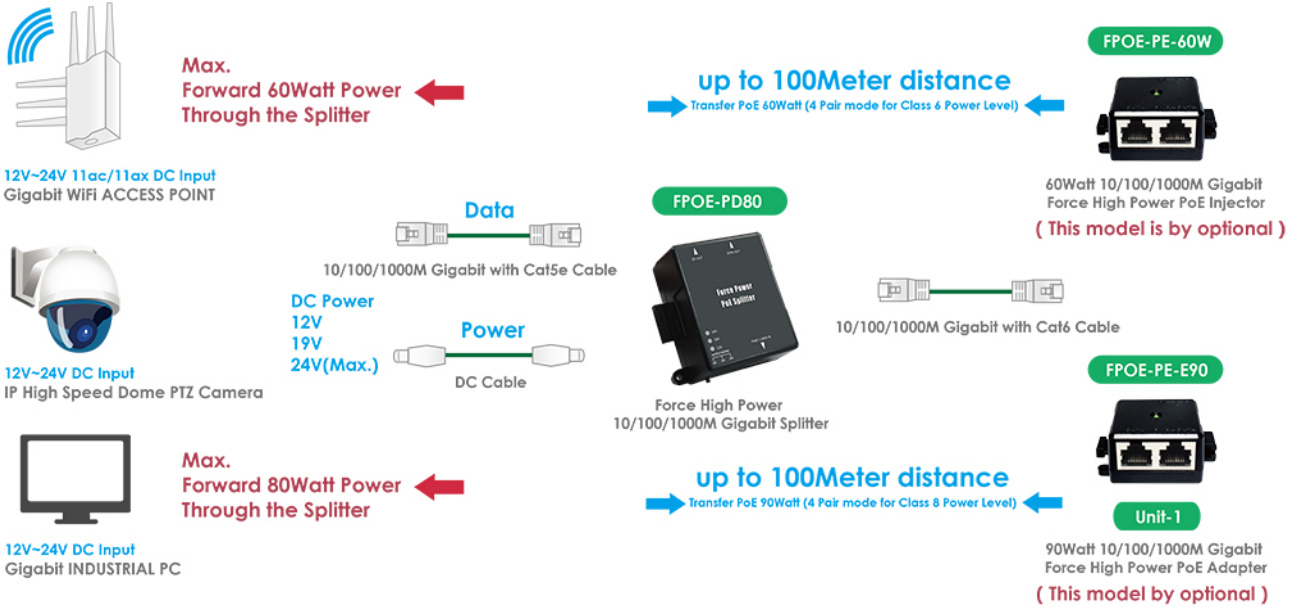 FPOE-PE-60W
Max.
Forward 60Watt Power
Through the Splitter
up to 100Meter distance
Transfer PoE 60Watt (4 Pair mode for Class 6 Power Level)
12V~24V 11ac/11ax DC Input
Gigabit WiFi ACCESS POINT
60Watt 10/100/1000M Gigabit
Force High Power PoE Injector
( This model is by optional )
FPOE-PD80
Data
10/100/1000M Gigabit with Cat5e Cable
DC Power
12V
19V
24V(Max.)
Power
DC Cable
Force Power
PoE Splitter
10/100/1000M Gigabit with Cat6 Cable
12V~24V DC Input
IP High Speed Dome PTZ Camera
Force High Power
10/100/1000M Gigabit Splitter
FPOE-PE-E90
Max.
Forward 80Watt Power
Through the Splitter
up to 100Meter distance
Transfer PoE 90Watt (4 Pair mode for Class 8 Power Level)
Unit-1
12V~24V DC Input
Gigabit INDUSTRIAL PC
90Watt 10/100/1000M Gigabit
Force High Power PoE Adapter
( This model by optional )